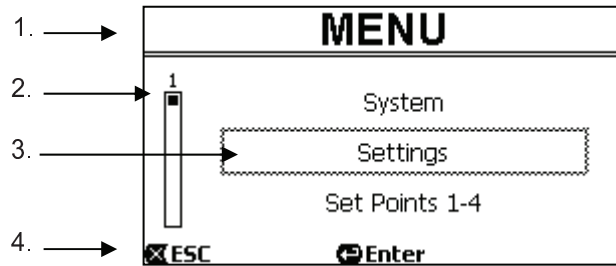 1. MENU
2. 1
System
3. Settings
Set Points 1-4
4. ESC Enter